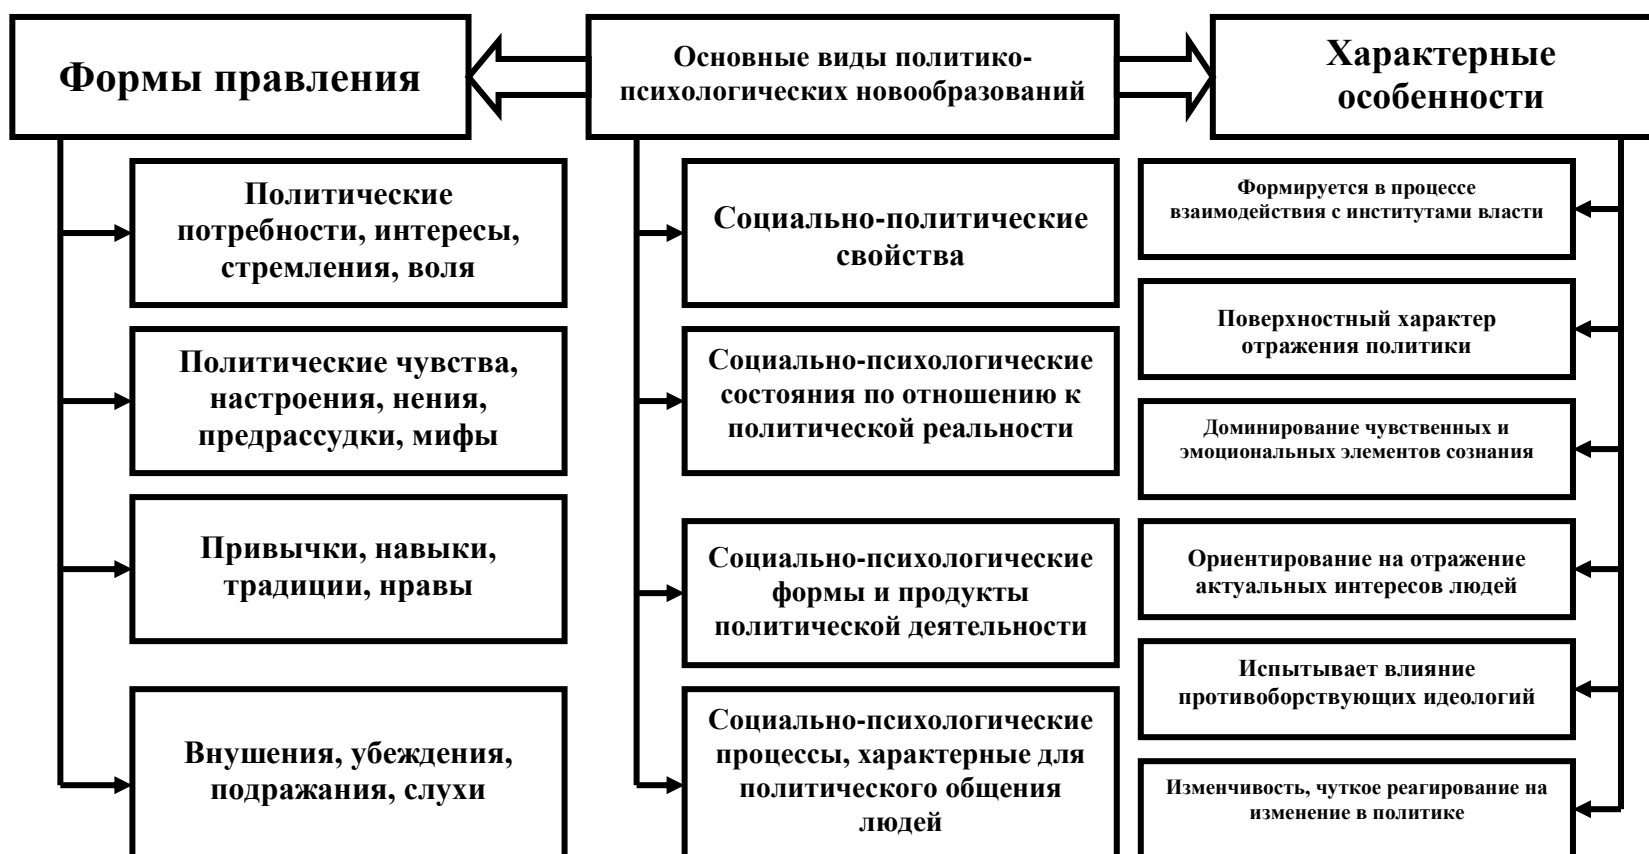 Формы правления
Основные виды политико-
психологических новообразований
Характерные
особенности
Политические
потребности, интересы,
стремления, воля
Политические чувства,
настроения, нения,
предрассудки, мифы
Привычки, навыки,
традиции, нравы
Внушения, убеждения,
подражания, слухи
Социально-политические
свойства
Социально-психологические
состояния по отношению к
политической реальности
Социально-психологические
формы и продукты
политической деятельности
Социально-психологические
процессы, характерные для
политического общения
людей
Формируется в процессе
взаимодействия с институтами власти
Поверхностный характер
отражения политики
Доминирование чувственных и
эмоциональных элементов сознания
Ориентирование на отражение
актуальных интересов людей
Испытывает влияние
противоборствующих идеологий
Изменчивость, чуткое реагирование на
изменение в политике